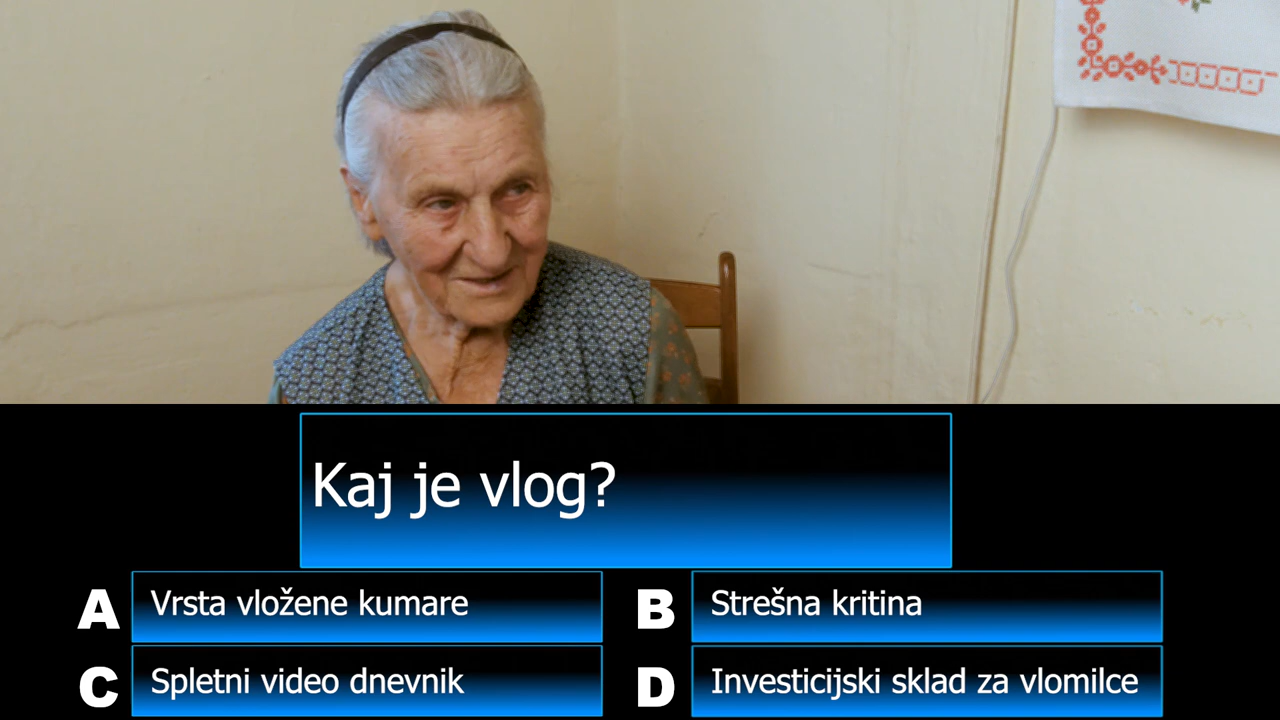 Kaj je vlog?
A Vrsta vložene kumare
B Strešna kritina
C Spletni video dnevnik
D Investicijski sklad za vlomilce